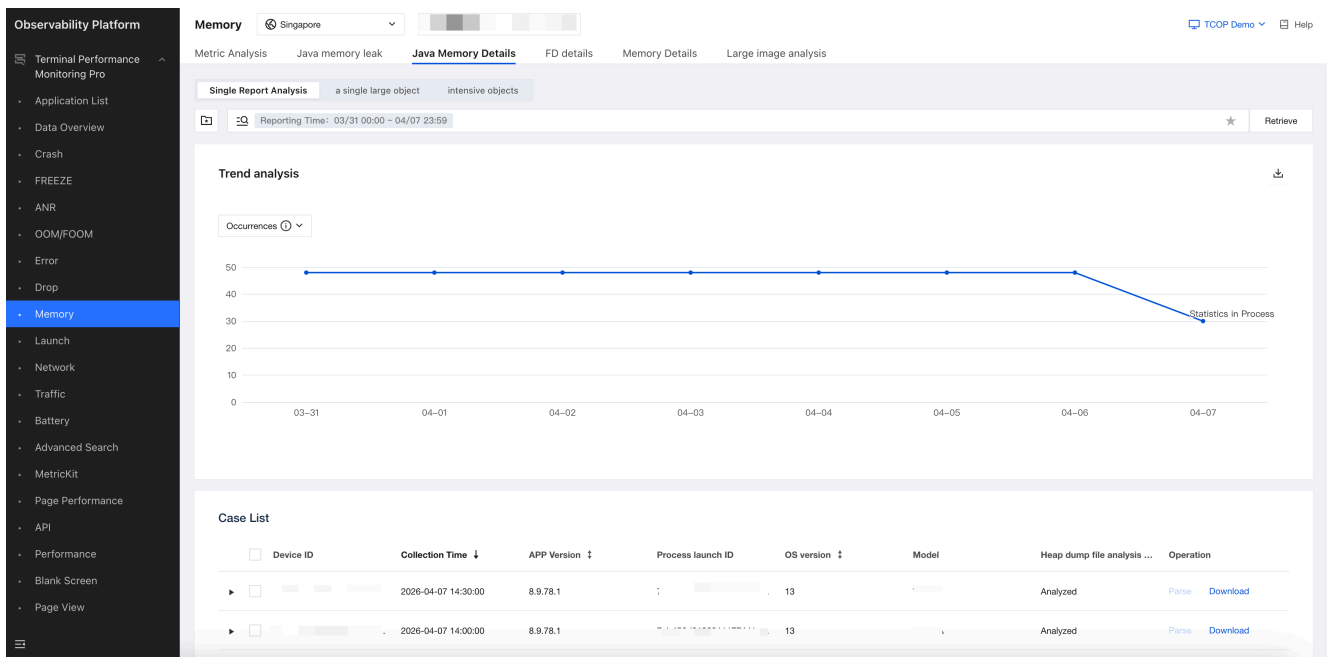 Observability Platform
Memory
Singapore
TCOP Demo
Help
Metric Analysis
Java memory leak
Java Memory Details
FD details
Memory Details
Large image analysis
Terminal Performance
Monitoring Pro
Application List
Data Overview
Crash
FREEZE
ANR
OOM/FOOM
Error
Drop
Memory
Launch
Network
Traffic
Battery
Advanced Search
MetricKit
Page Performance
API
Performance
Blank Screen
Page View
Single Report Analysis
a single large object
intensive objects
Reporting Time: 03/31 00:00 ~ 04/07 23:59
Retrieve
Trend analysis
Occurrences
50
40
30
20
10
0
Statistics in Process
03–31
04–01
04–02
04–03
04–04
04–05
04–06
04–07
Case List
Device ID
Collection Time
APP Version
Process launch ID
OS version
Model
Heap dump file analysis ...
Operation
2026-04-07 14:30:00
8.9.78.1
13
Analyzed
Parse
Download
2026-04-07 14:00:00
8.9.78.1
13
Analyzed
Parse
Download